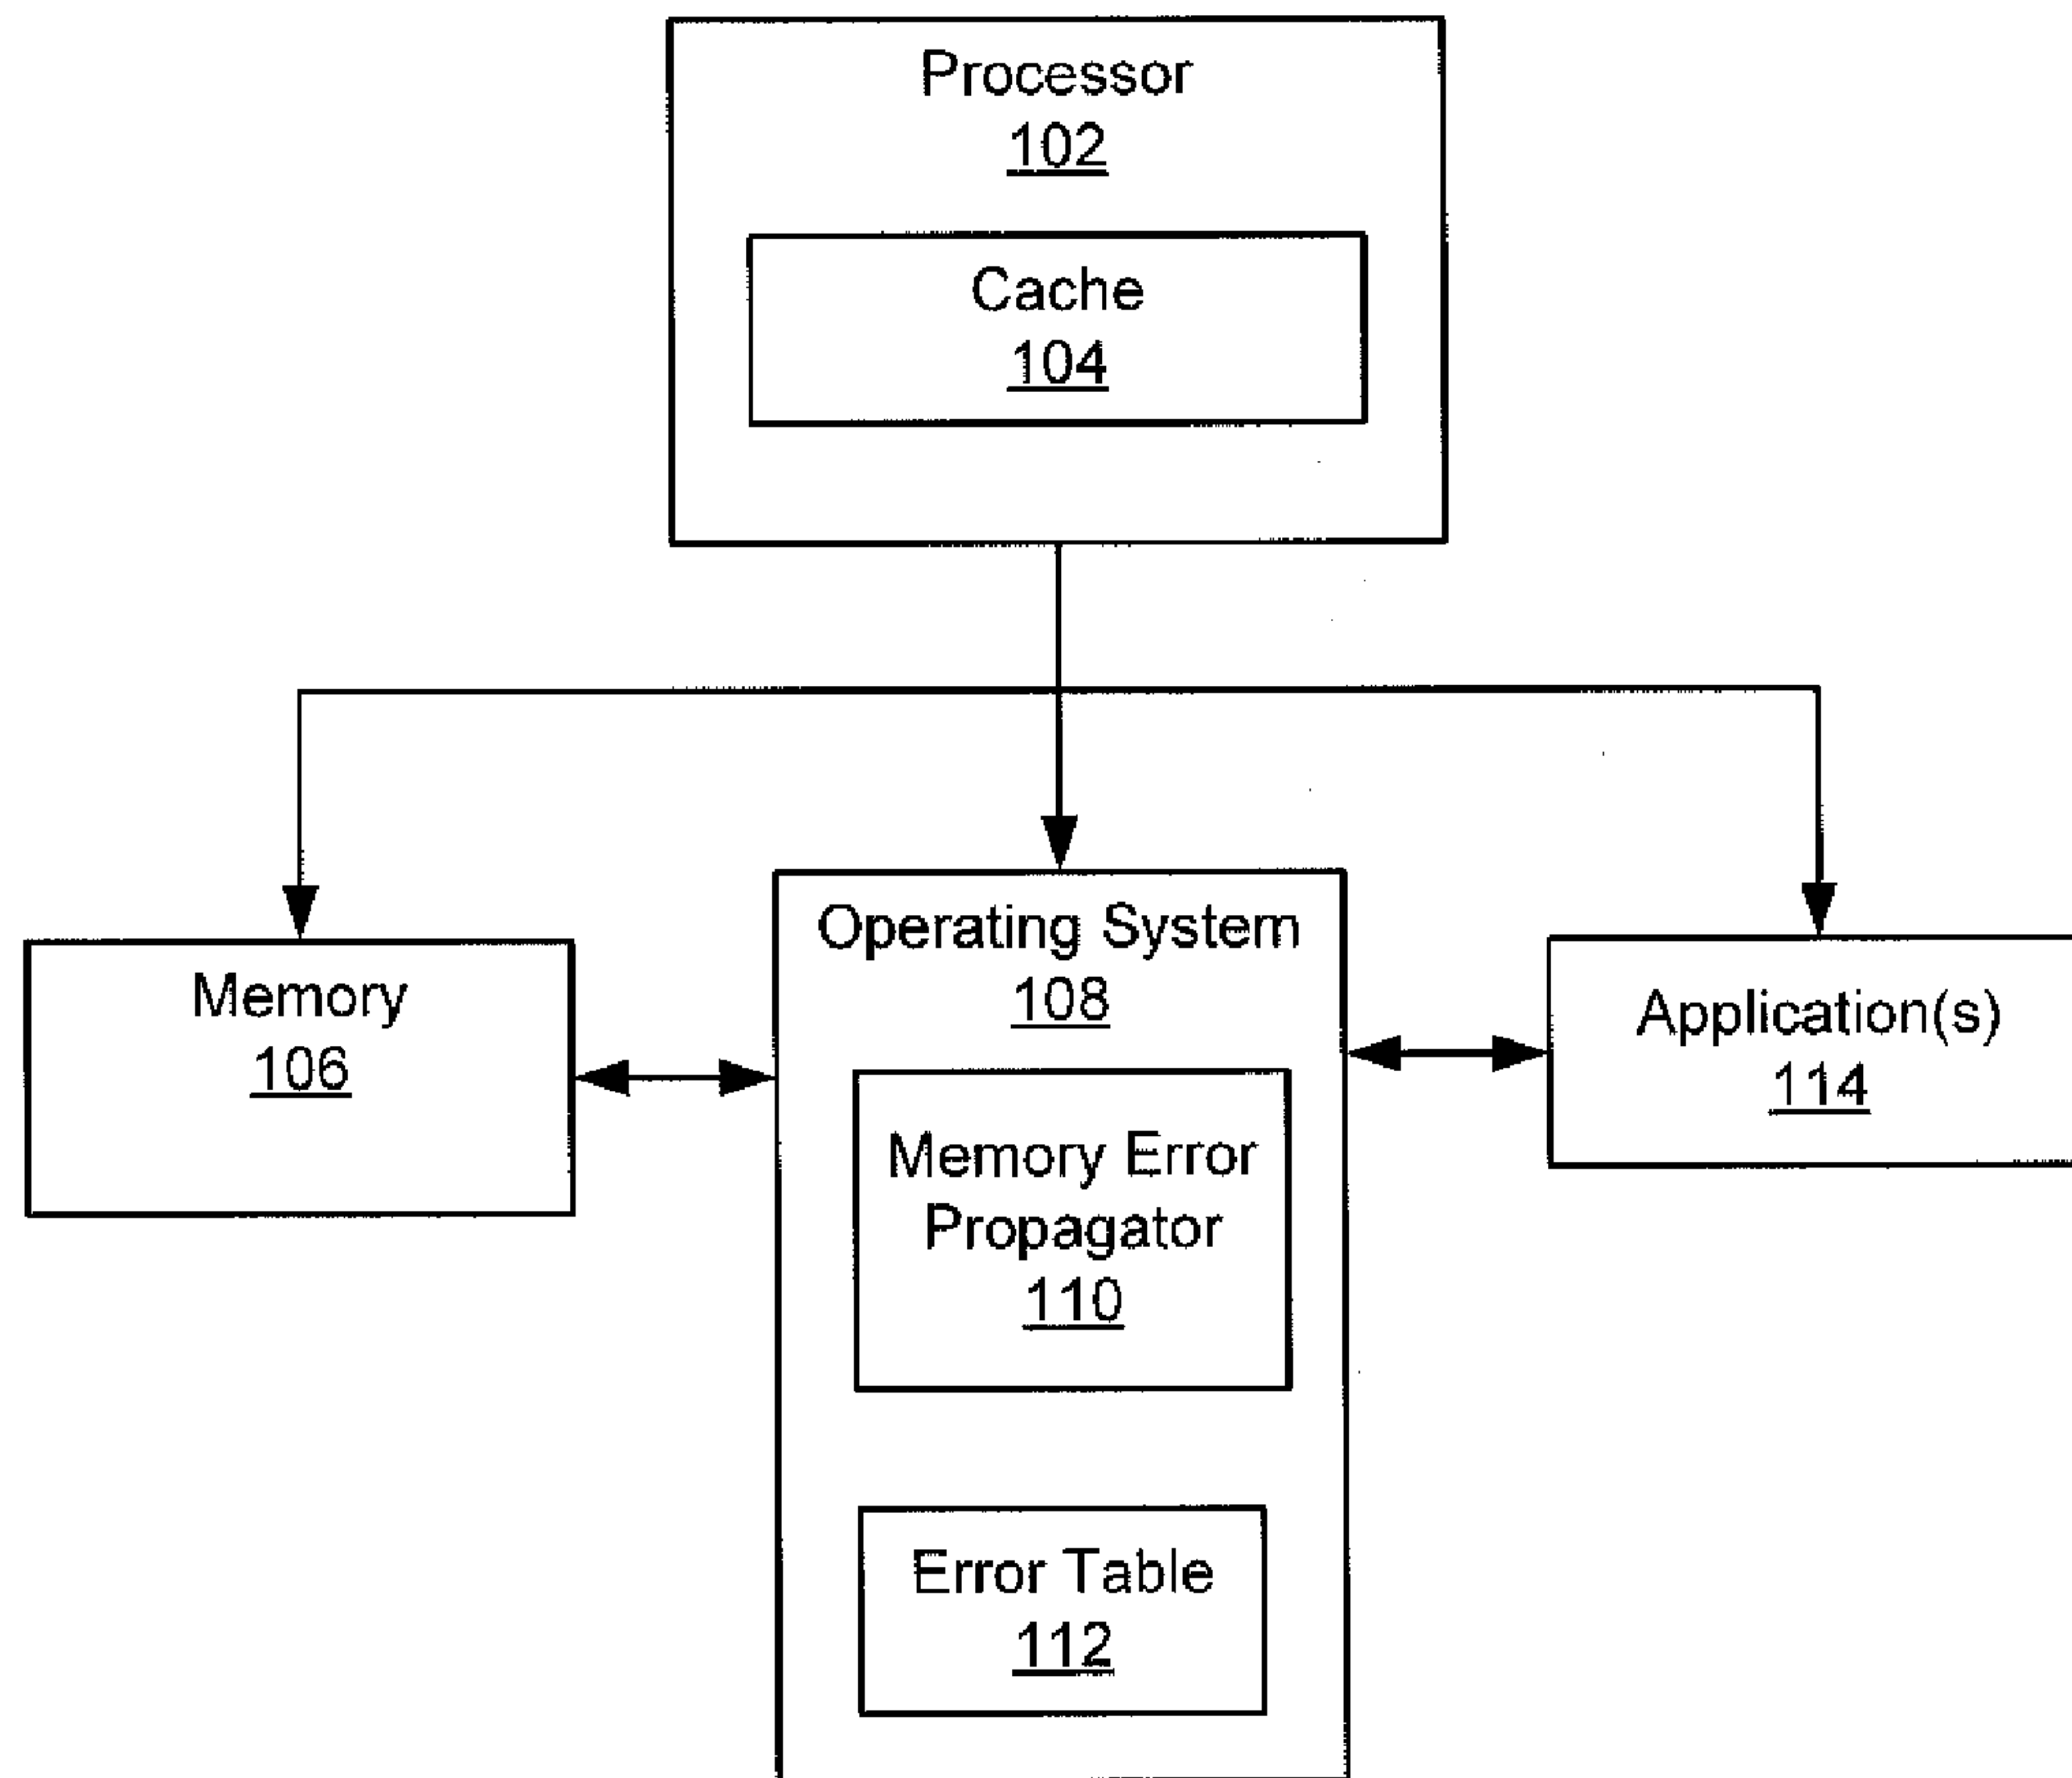 Processor
102
Cache
104
Memory
106
Operating System
108
Memory Error
Propagator
110
Error Table
112
Application(s)
114